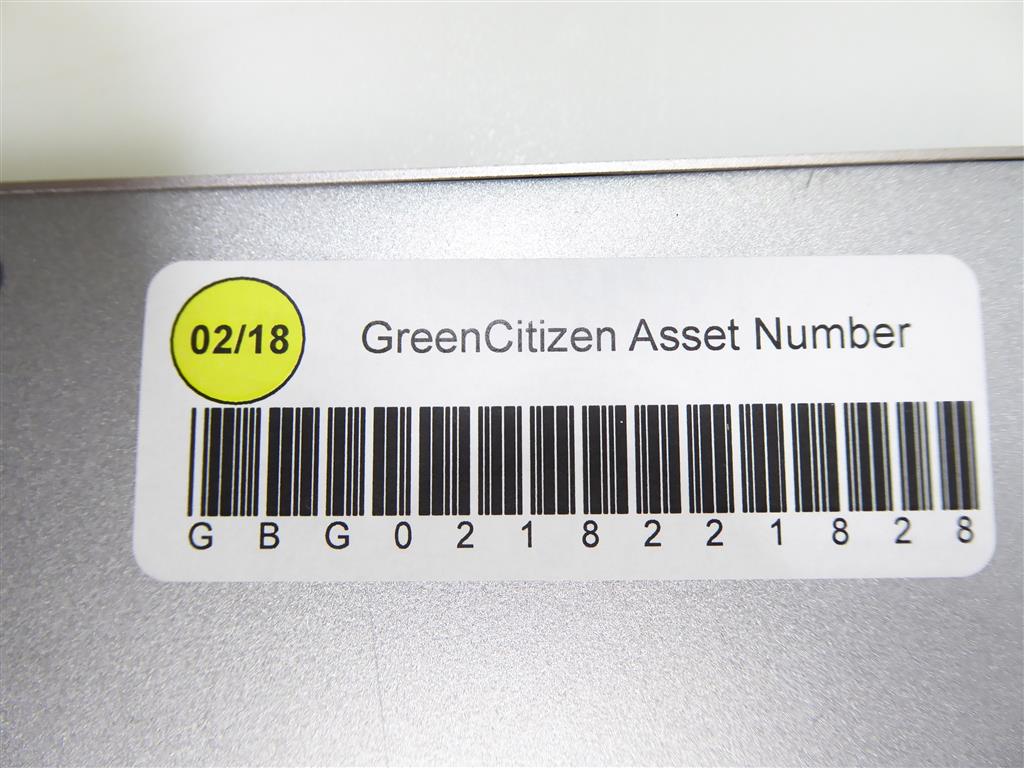 02/18
GreenCitizen Asset Number
GBG0218221828